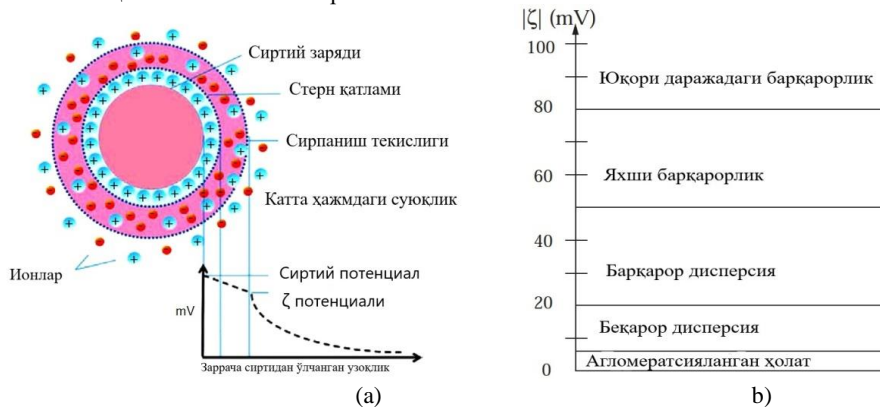 Сиртий заряди
Стерн қатлами
Сирпаниш текислиги
Катта ҳажмдаги суюқлик
Ионлар
Сиртий потенциал
ζ потенциали
mV
Заррача сиртидан ўлчанган узоқлик
(a)
|ζ| (mV)
100
80
60
40
20
0
Юқори даражадаги барқарорлик
Яхши барқарорлик
Барқарор дисперсия
Беқарор дисперсия
Агломератсияланган ҳолат
b)